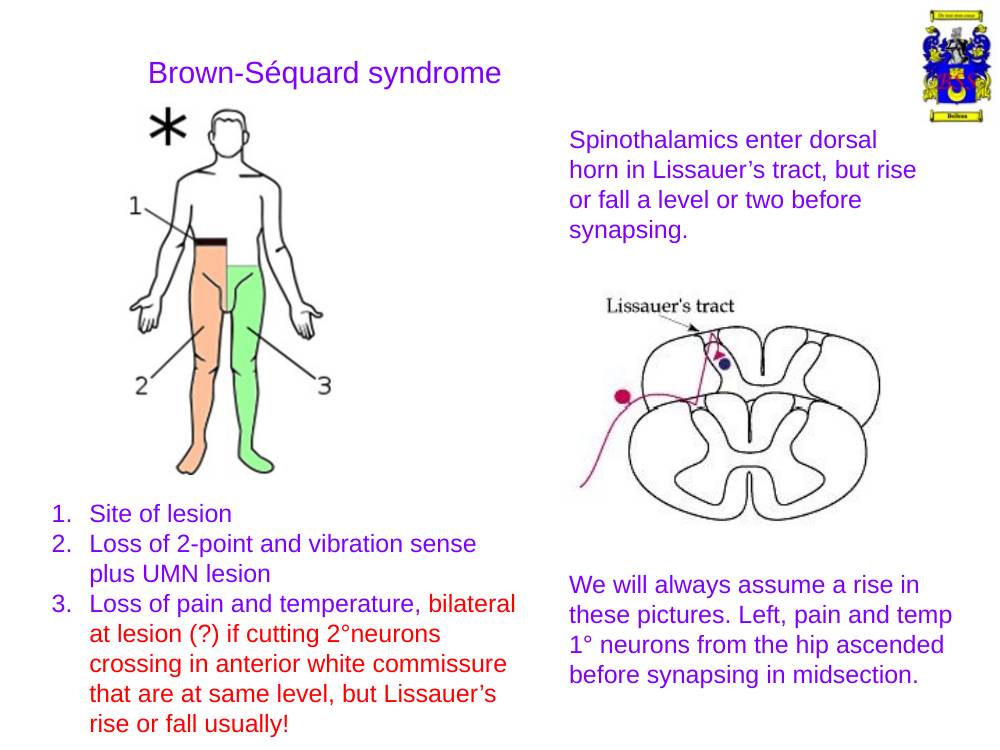 Brown-Séquard syndrome
*
1
2
3
1. Site of lesion
2. Loss of 2-point and vibration sense
plus UMN lesion
3. Loss of pain and temperature, bilateral
at lesion (?) if cutting 2°neurons
crossing in anterior white commissure
that are at same level, but Lissauer’s
rise or fall usually!
Spinothalamics enter dorsal
horn in Lissauer’s tract, but rise
or fall a level or two before
synapsing.
Lissauer's tract
We will always assume a rise in
these pictures. Left, pain and temp
1° neurons from the hip ascended
before synapsing in midsection.